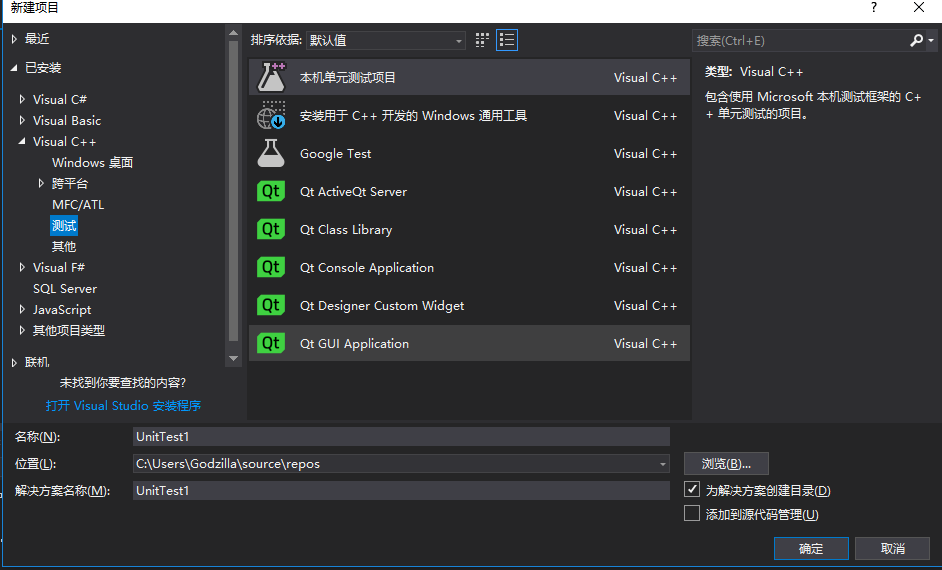 新建项目
?
最近
已安装
Visual C#
Visual Basic
Visual C++
Windows 桌面
跨平台
MFC/ATL
测试
其他
Visual F#
SQL Server
JavaScript
其他项目类型
联机
未找到你要查找的内容?
打开 Visual Studio 安装程序
排序依据: 默认值
本机单元测试项目 Visual C++
安装用于 C++ 开发的 Windows 通用工具 Visual C++
Google Test Visual C++
Qt Qt ActiveQt Server Visual C++
Qt Qt Class Library Visual C++
Qt Qt Console Application Visual C++
Qt Qt Designer Custom Widget Visual C++
Qt Qt GUI Application Visual C++
搜索(Ctrl+E)
类型: Visual C++
包含使用 Microsoft 本机测试框架的 C+
+ 单元测试的项目。
名称(N): UnitTest1
位置(L): C:\Users\Godzilla\source\repos 浏览(B)...
解决方案名称(M): UnitTest1
为解决方案创建目录(D)
添加到源代码管理(U)
确定 取消